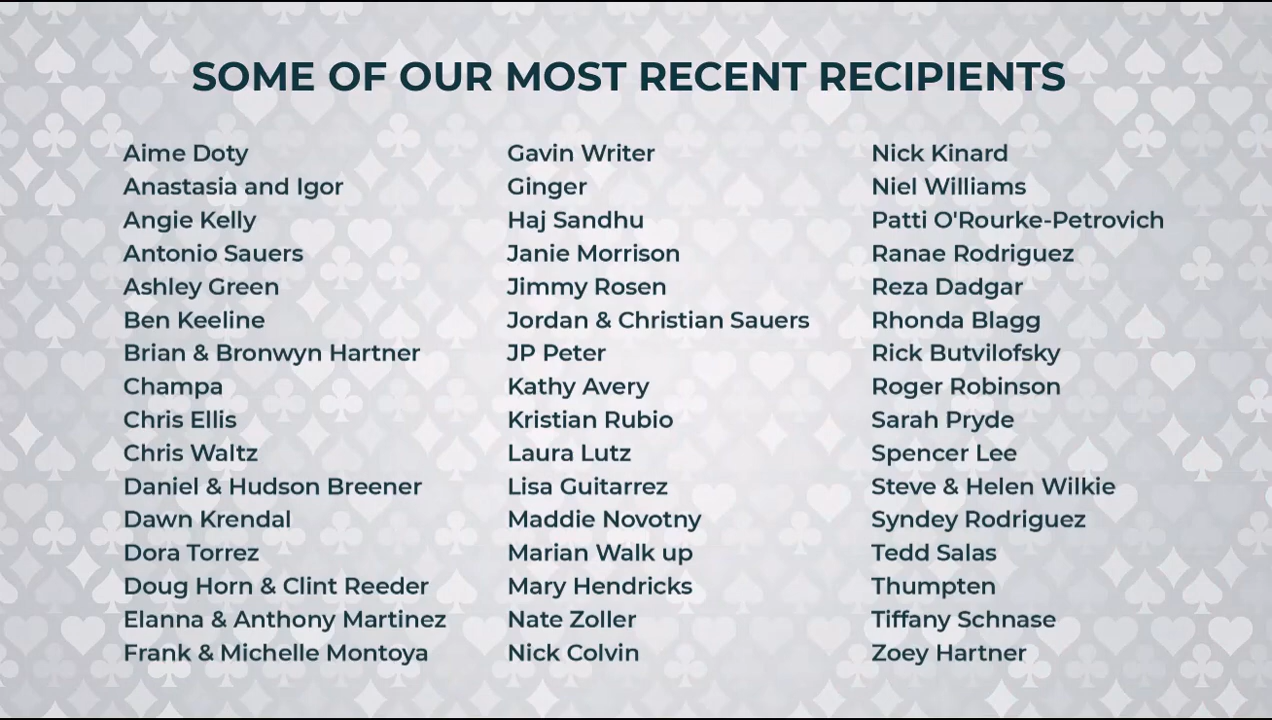 SOME OF OUR MOST RECENT RECIPIENTS
Aime Doty
Anastasia and Igor
Angie Kelly
Antonio Sauers
Ashley Green
Ben Keeline
Brian & Bronwyn Hartner
Champa
Chris Ellis
Chris Waltz
Daniel & Hudson Breener
Dawn Krendal
Dora Torrez
Doug Horn & Clint Reeder
Elanna & Anthony Martinez
Frank & Michelle Montoya
Gavin Writer
Ginger
Haj Sandhu
Janie Morrison
Jimmy Rosen
Jordan & Christian Sauers
JP Peter
Kathy Avery
Kristian Rubio
Laura Lutz
Lisa Guitarrez
Maddie Novotny
Marian Walk up
Mary Hendricks
Nate Zoller
Nick Colvin
Nick Kinard
Niel Williams
Patti O'Rourke-Petrovich
Ranae Rodriguez
Reza Dadgar
Rhonda Blagg
Rick Butvilofsky
Roger Robinson
Sarah Pryde
Spencer Lee
Steve & Helen Wilkie
Syndey Rodriguez
Tedd Salas
Thumpten
Tiffany Schnase
Zoey Hartner